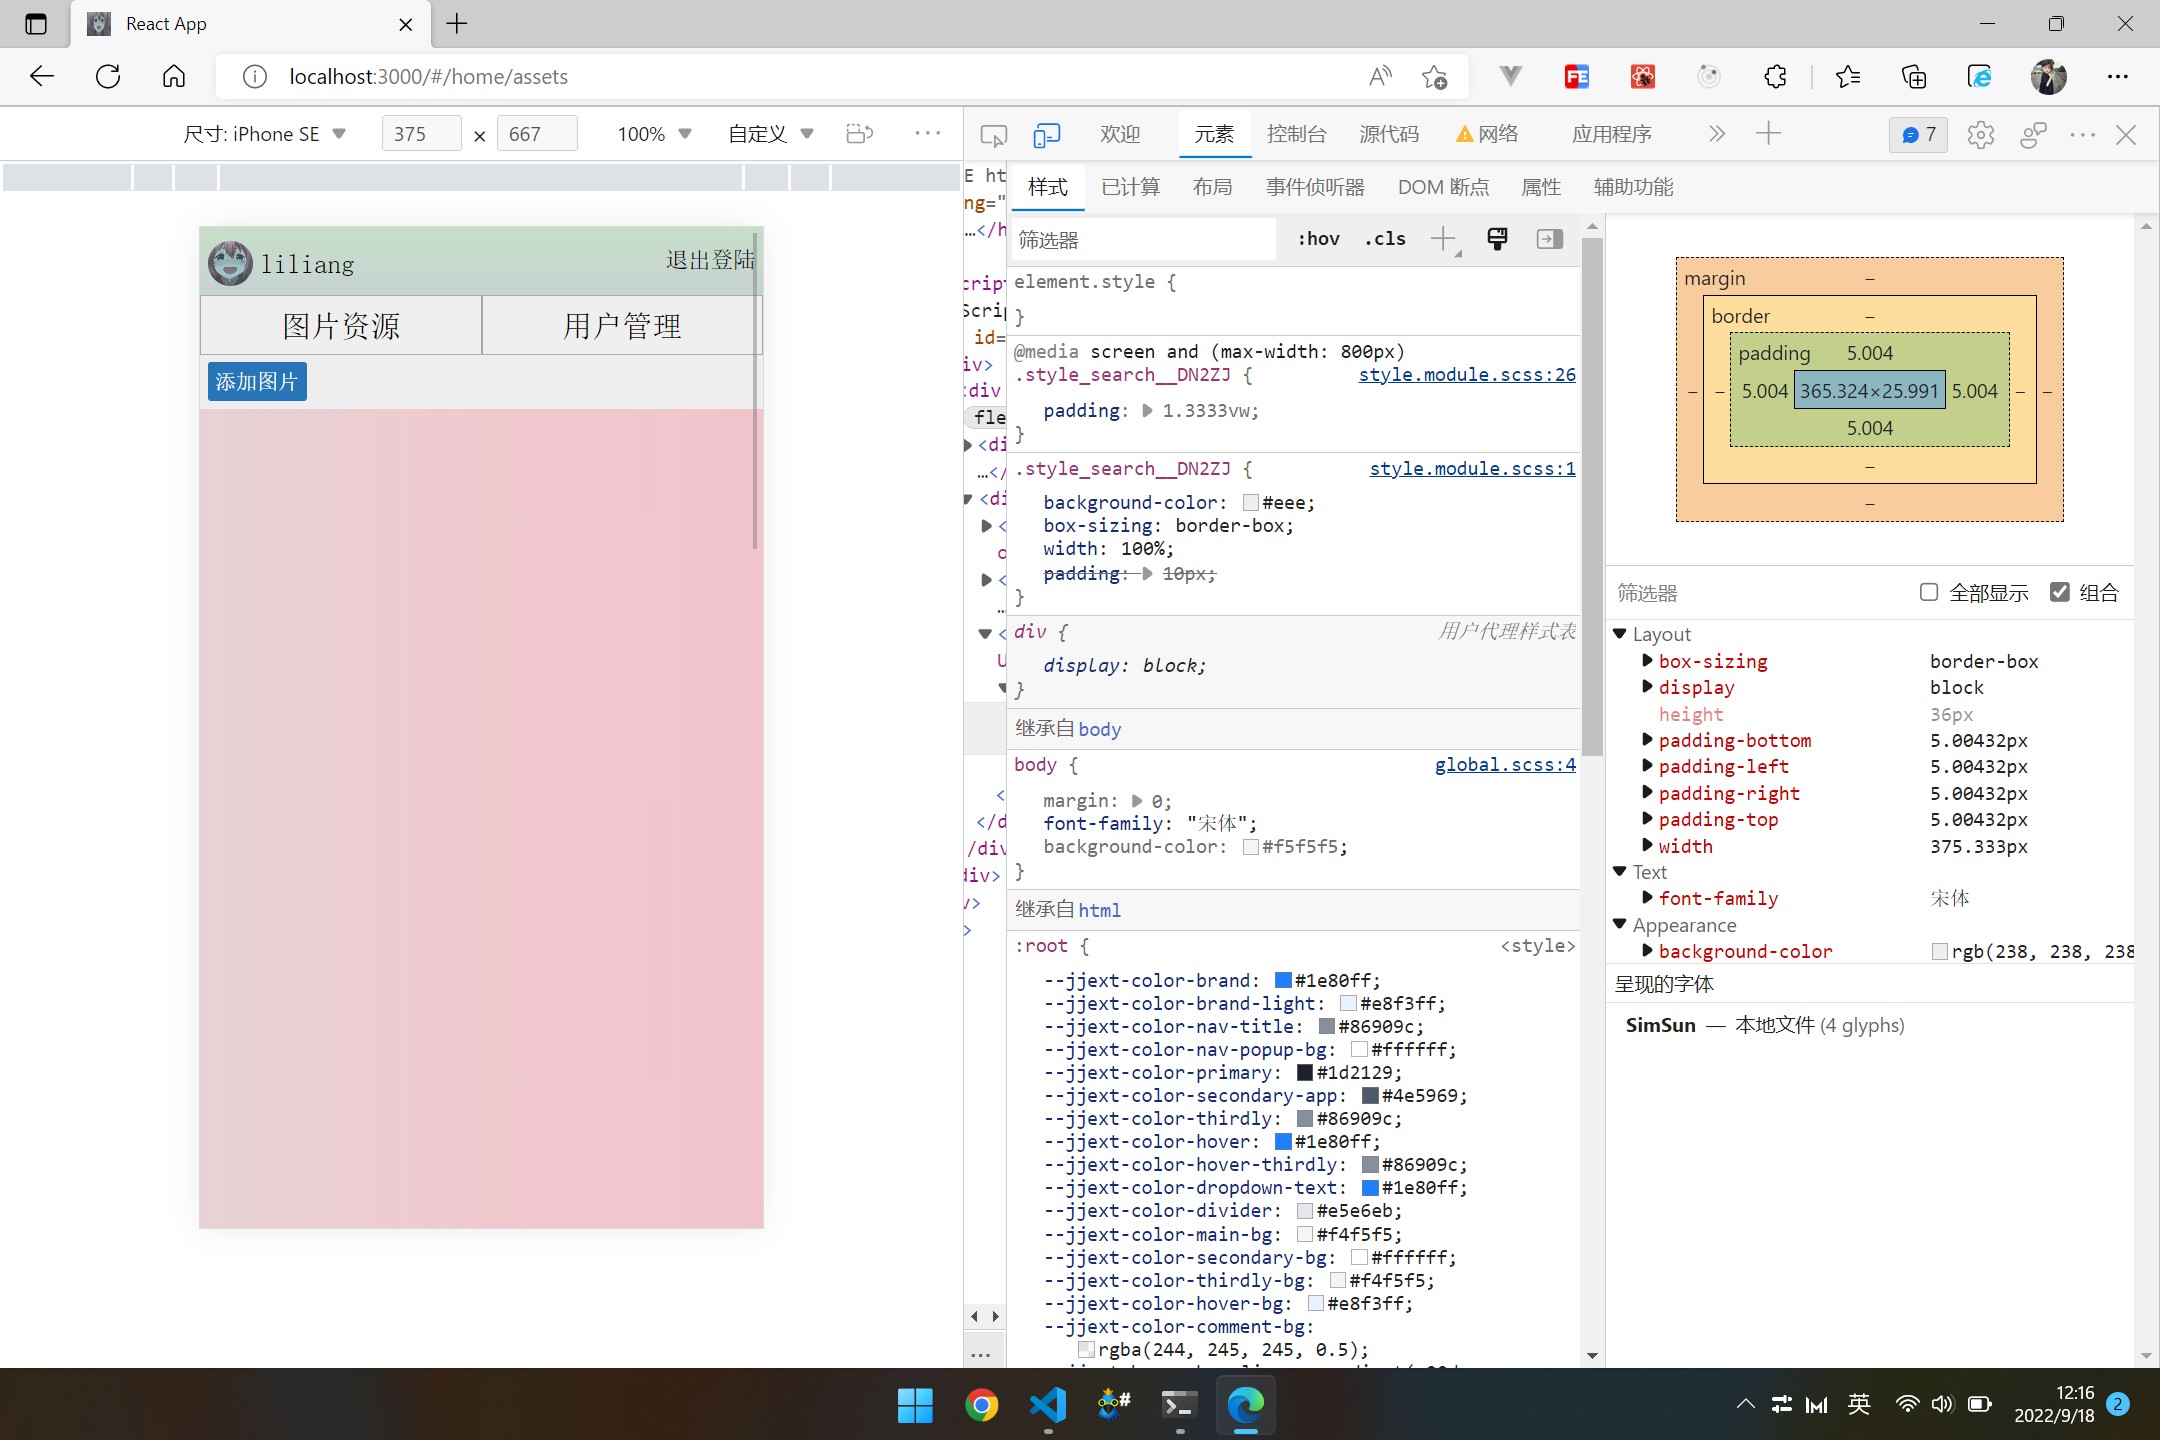 React App
localhost:3000/#/home/assets
尺寸: iPhone SE 375 × 667 100% 自定义
欢迎 元素 控制台 源代码 网络 应用程序 7
样式 已计算 布局 事件侦听器 DOM 断点 属性 辅助功能
liliang 退出登陆
图片资源 用户管理
添加图片
E ht
ng="
…</h
cript
Scrip
id=
iv>
<div
fle
<di
…</
<di
<
o
<
…
<
U
<
</d
/div
div>
/>
>
...
筛选器 :hov .cls
element.style {
}
@media screen and (max-width: 800px)
.style_search__DN2ZJ { style.module.scss:26
padding: 1.3333vw;
}
.style_search__DN2ZJ { style.module.scss:1
background-color: #eee;
box-sizing: border-box;
width: 100%;
padding: 10px;
}
div { 用户代理样式表
display: block;
}
继承自 body
body { global.scss:4
margin: 0;
font-family: "宋体";
background-color: #f5f5f5;
}
继承自 html
:root { <style>
--jjext-color-brand: #1e80ff;
--jjext-color-brand-light: #e8f3ff;
--jjext-color-nav-title: #86909c;
--jjext-color-nav-popup-bg: #ffffff;
--jjext-color-primary: #1d2129;
--jjext-color-secondary-app: #4e5969;
--jjext-color-thirdly: #86909c;
--jjext-color-hover: #1e80ff;
--jjext-color-hover-thirdly: #86909c;
--jjext-color-dropdown-text: #1e80ff;
--jjext-color-divider: #e5e6eb;
--jjext-color-main-bg: #f4f5f5;
--jjext-color-secondary-bg: #ffffff;
--jjext-color-thirdly-bg: #f4f5f5;
--jjext-color-hover-bg: #e8f3ff;
--jjext-color-comment-bg:
rgba(244, 245, 245, 0.5);
margin –
border –
padding 5.004
– – 5.004 365.324×25.991 5.004 – –
5.004
–
–
筛选器 全部显示 组合
Layout
box-sizing border-box
display block
height 36px
padding-bottom 5.00432px
padding-left 5.00432px
padding-right 5.00432px
padding-top 5.00432px
width 375.333px
Text
font-family 宋体
Appearance
background-color rgb(238, 238, 238
呈现的字体
SimSun — 本地文件 (4 glyphs)
英 12:16
2022/9/18 2